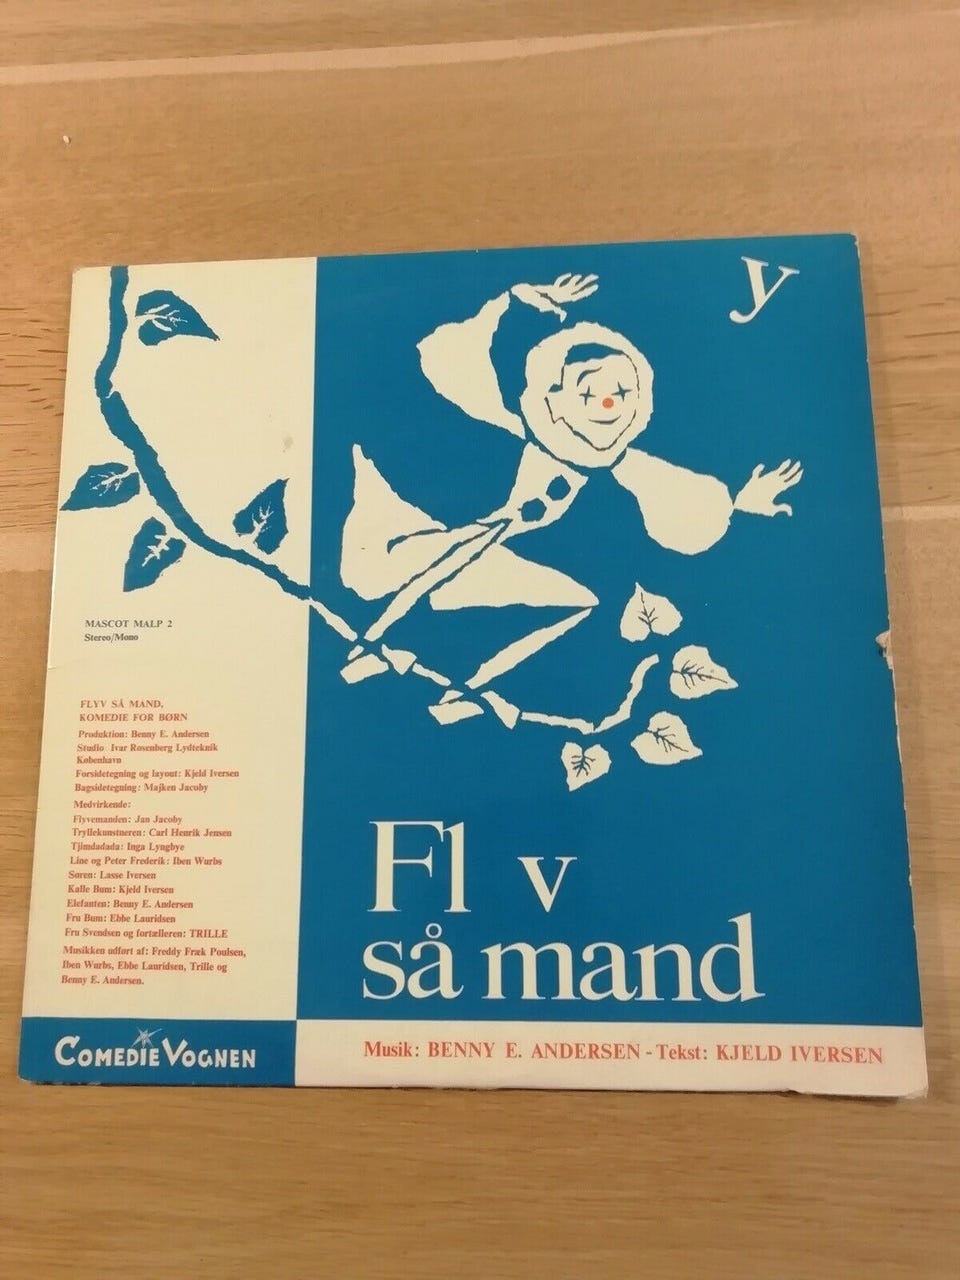 y
MASCOT MALP 2
Stereo/Mono
FLYV SÅ MAND,
KOMEDIE FOR BØRN
Produktion: Benny E. Andersen
Studio Ivar Rosenberg Lydteknik
København
Forsidetegning og layout: Kjeld Iversen
Bagsidetegning: Majken Jacoby
Medvirkende:
Flyvemanden: Jan Jacoby
Tryllekunstneren: Carl Henrik Jensen
Tjimdadada: Inga Lyngbye
Line og Peter Frederik: Iben Wurbs
Søren: Lasse Iversen
Kalle Bum: Kjeld Iversen
Elefanten: Benny E. Andersen
Fru Bum: Ebbe Lauridsen
Fru Svendsen og fortælleren: TRILLE
Musikken udført af: Freddy Fræk Poulsen,
Iben Wurbs, Ebbe Lauridsen, Trille og
Benny E. Andersen.
Fl v
så mand
COMEDIE VOGNEN
Musik: BENNY E. ANDERSEN - Tekst: KJELD IVERSEN